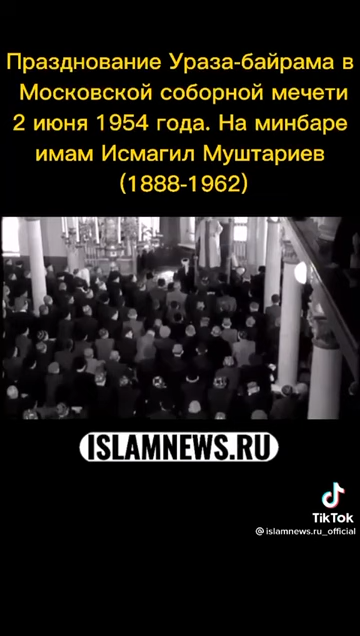 Празднование Ураза-байрама в
Московской соборной мечети
2 июня 1954 года. На минбаре
имам Исмагил Муштариев
(1888-1962)
ISLAMNEWS.RU
TikTok
@islamnews.ru_official